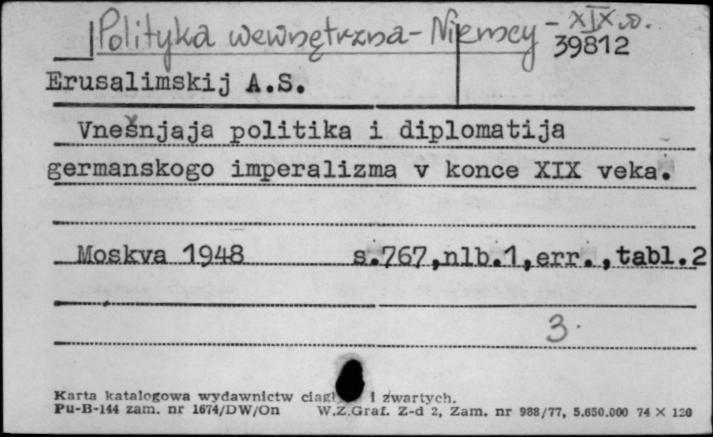 Polityka wewnętrzna - Niemcy - XIX w.
39812
Erusalimskij A.S.
Vnešnjaja politika i diplomatija
germanskogo imperalizma v konce XIX veka.
Moskva 1948 s.767,nlb.1,err.,tabl.2
3.
Karta katalogowa wydawnictw i zwartych.
Pu-B-144 zam. nr 1674/DW/On W.Z.Graf. Z-d 2, Zam. nr 988/77, 5.650.000 74 × 120